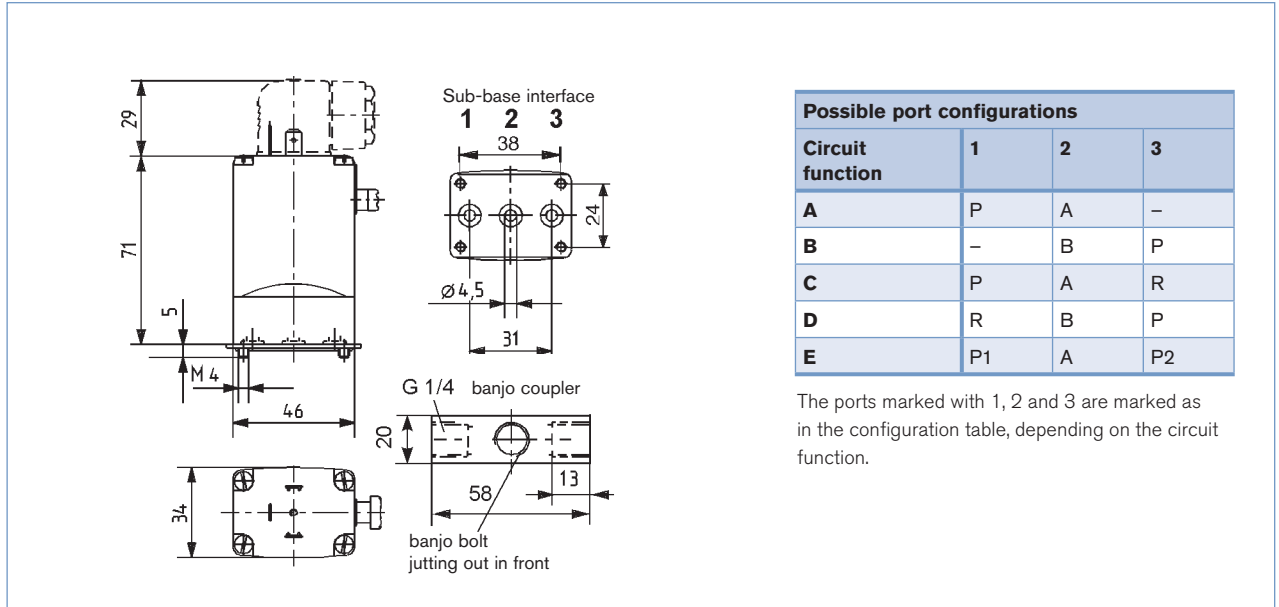 29
71
5
M 4
46
34
Sub-base interface
1 2 3
38
24
Ø4,5
31
G 1/4 banjo coupler
20
13
58
banjo bolt
jutting out in front
Possible port configurations
Circuit function 1 2 3
A P A –
B – B P
C P A R
D R B P
E P1 A P2
The ports marked with 1, 2 and 3 are marked as
in the configuration table, depending on the circuit
function.